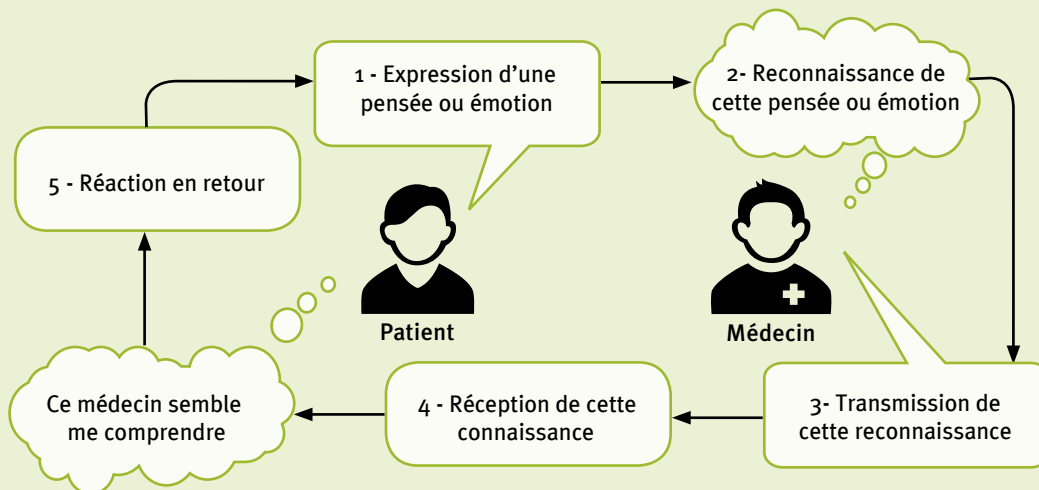 1 - Expression d’une
pensée ou émotion
2- Reconnaissance de
cette pensée ou émotion
5 - Réaction en retour
Patient
Médecin
Ce médecin semble
me comprendre
4 - Réception de cette
connaissance
3- Transmission de
cette reconnaissance